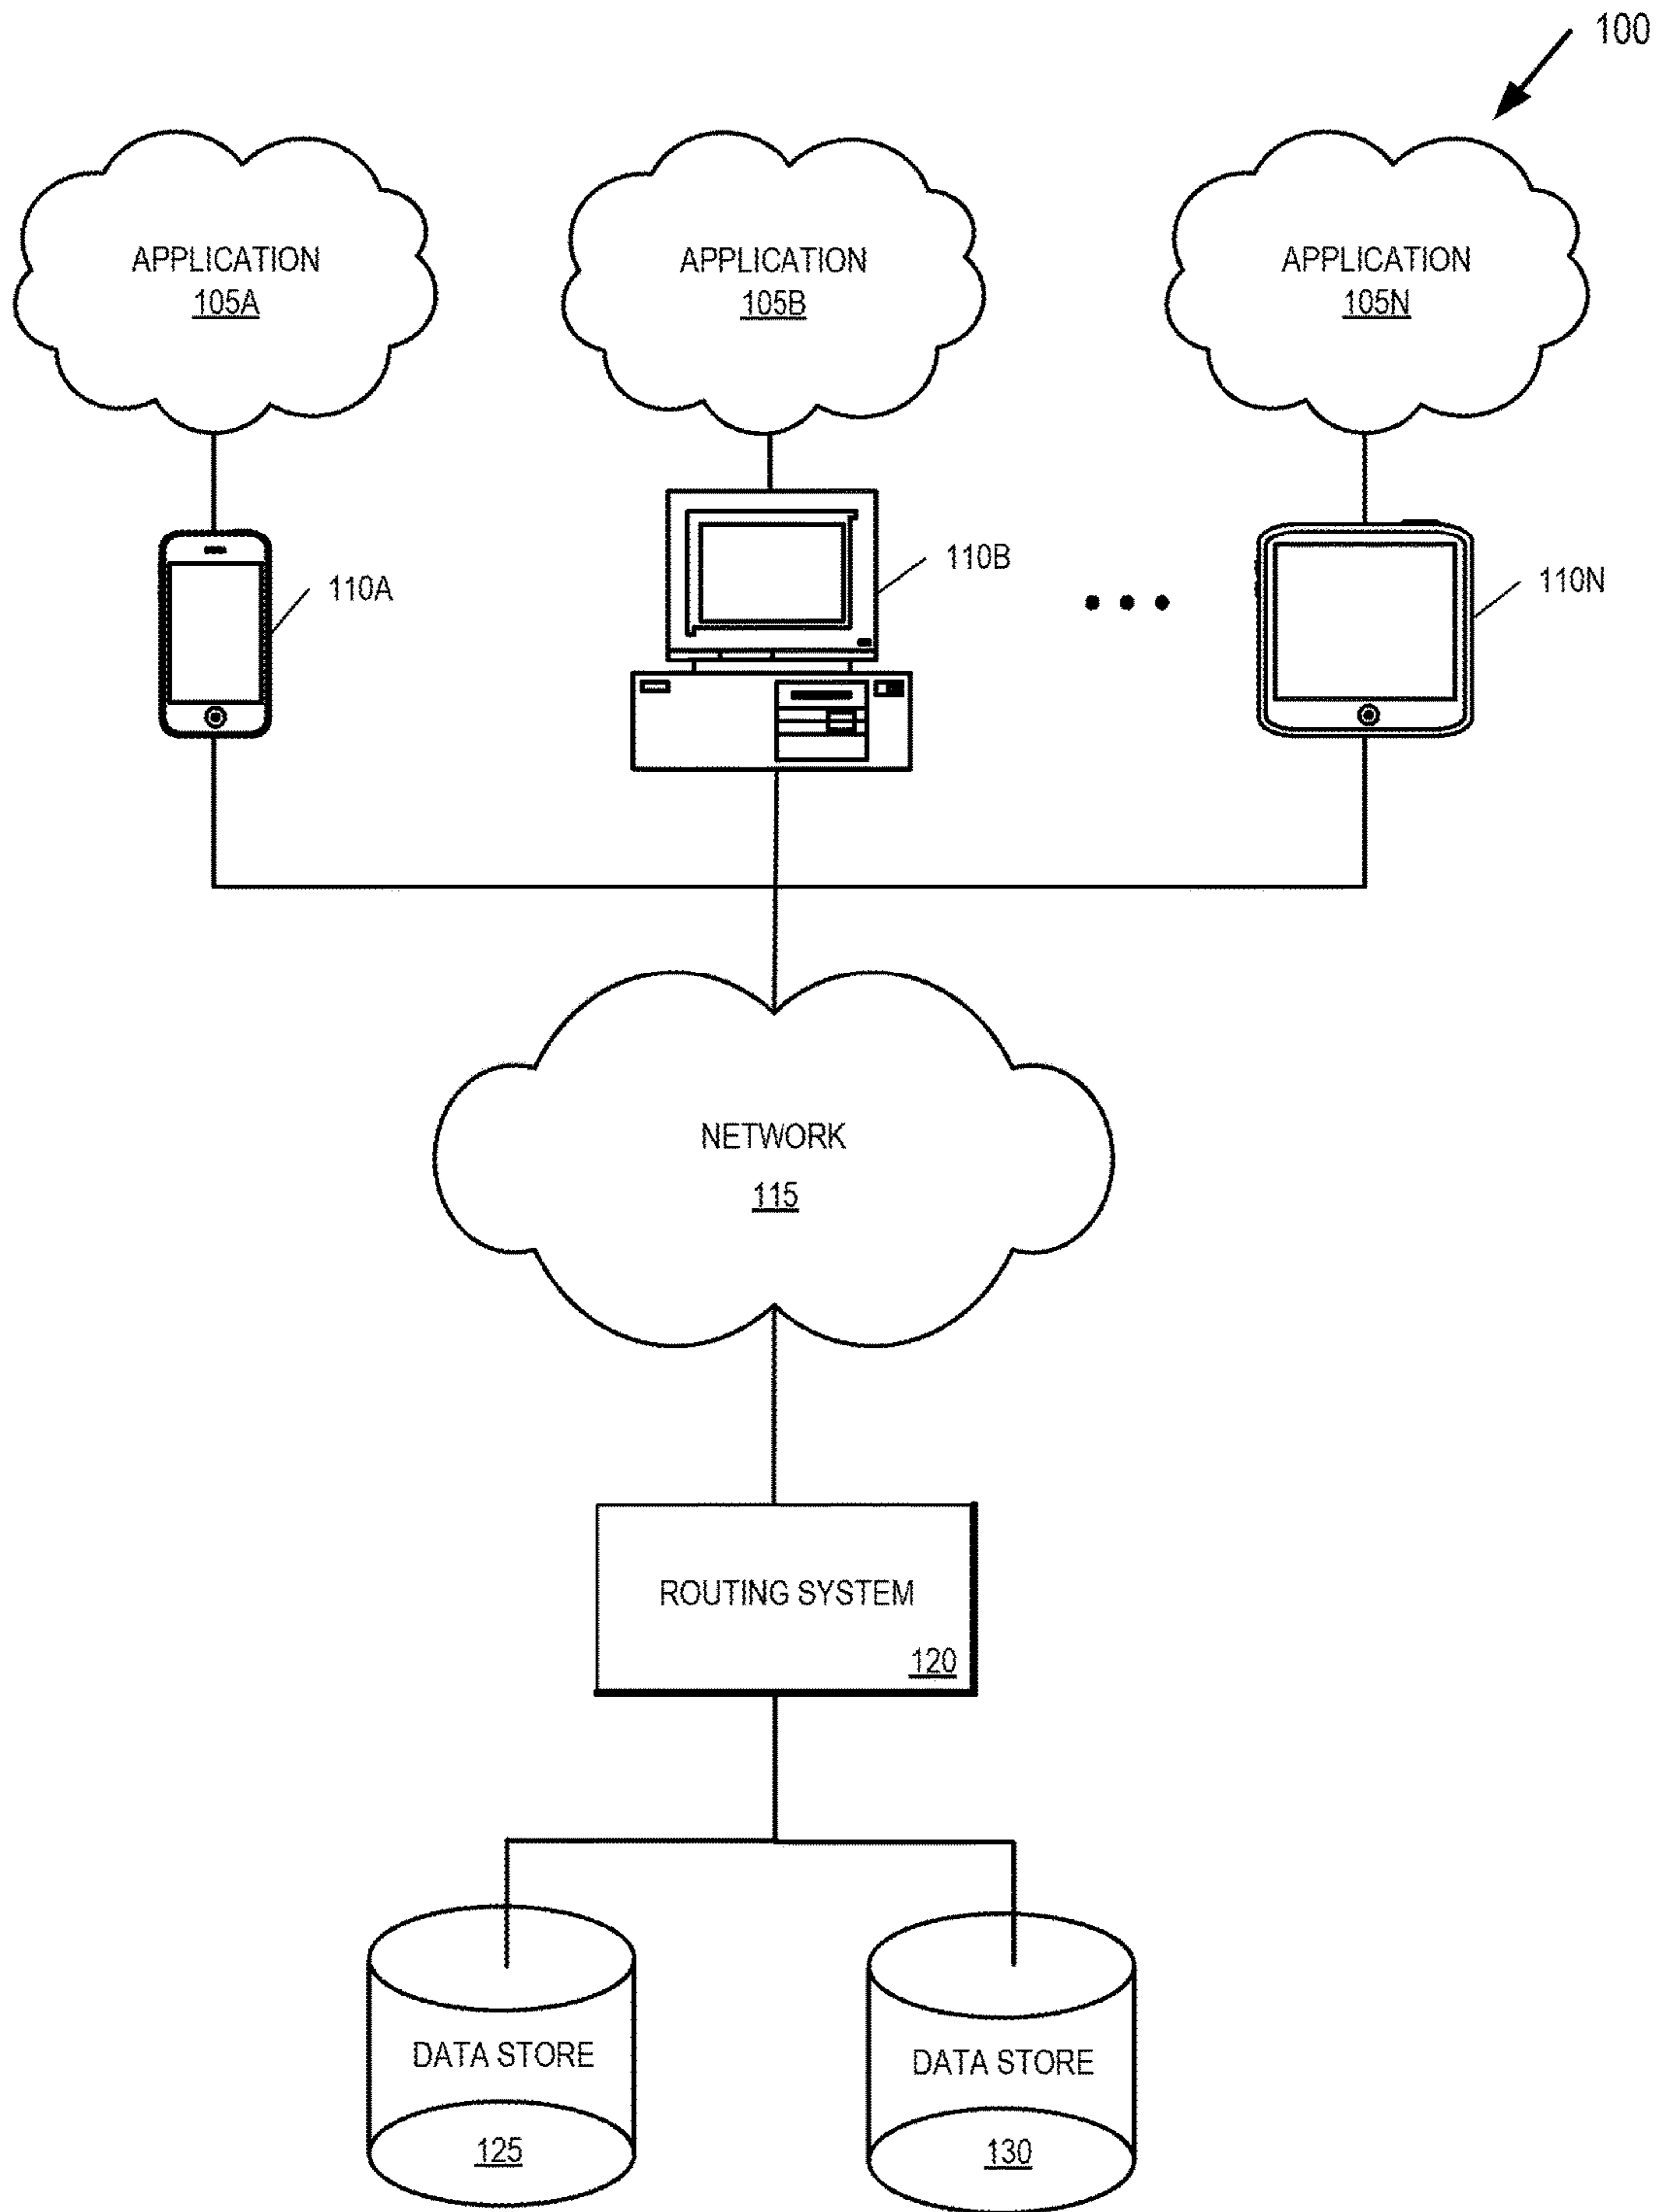 100
APPLICATION
105A
APPLICATION
105B
APPLICATION
105N
110A
110B
110N
NETWORK
115
ROUTING SYSTEM
120
DATA STORE
125
DATA STORE
130